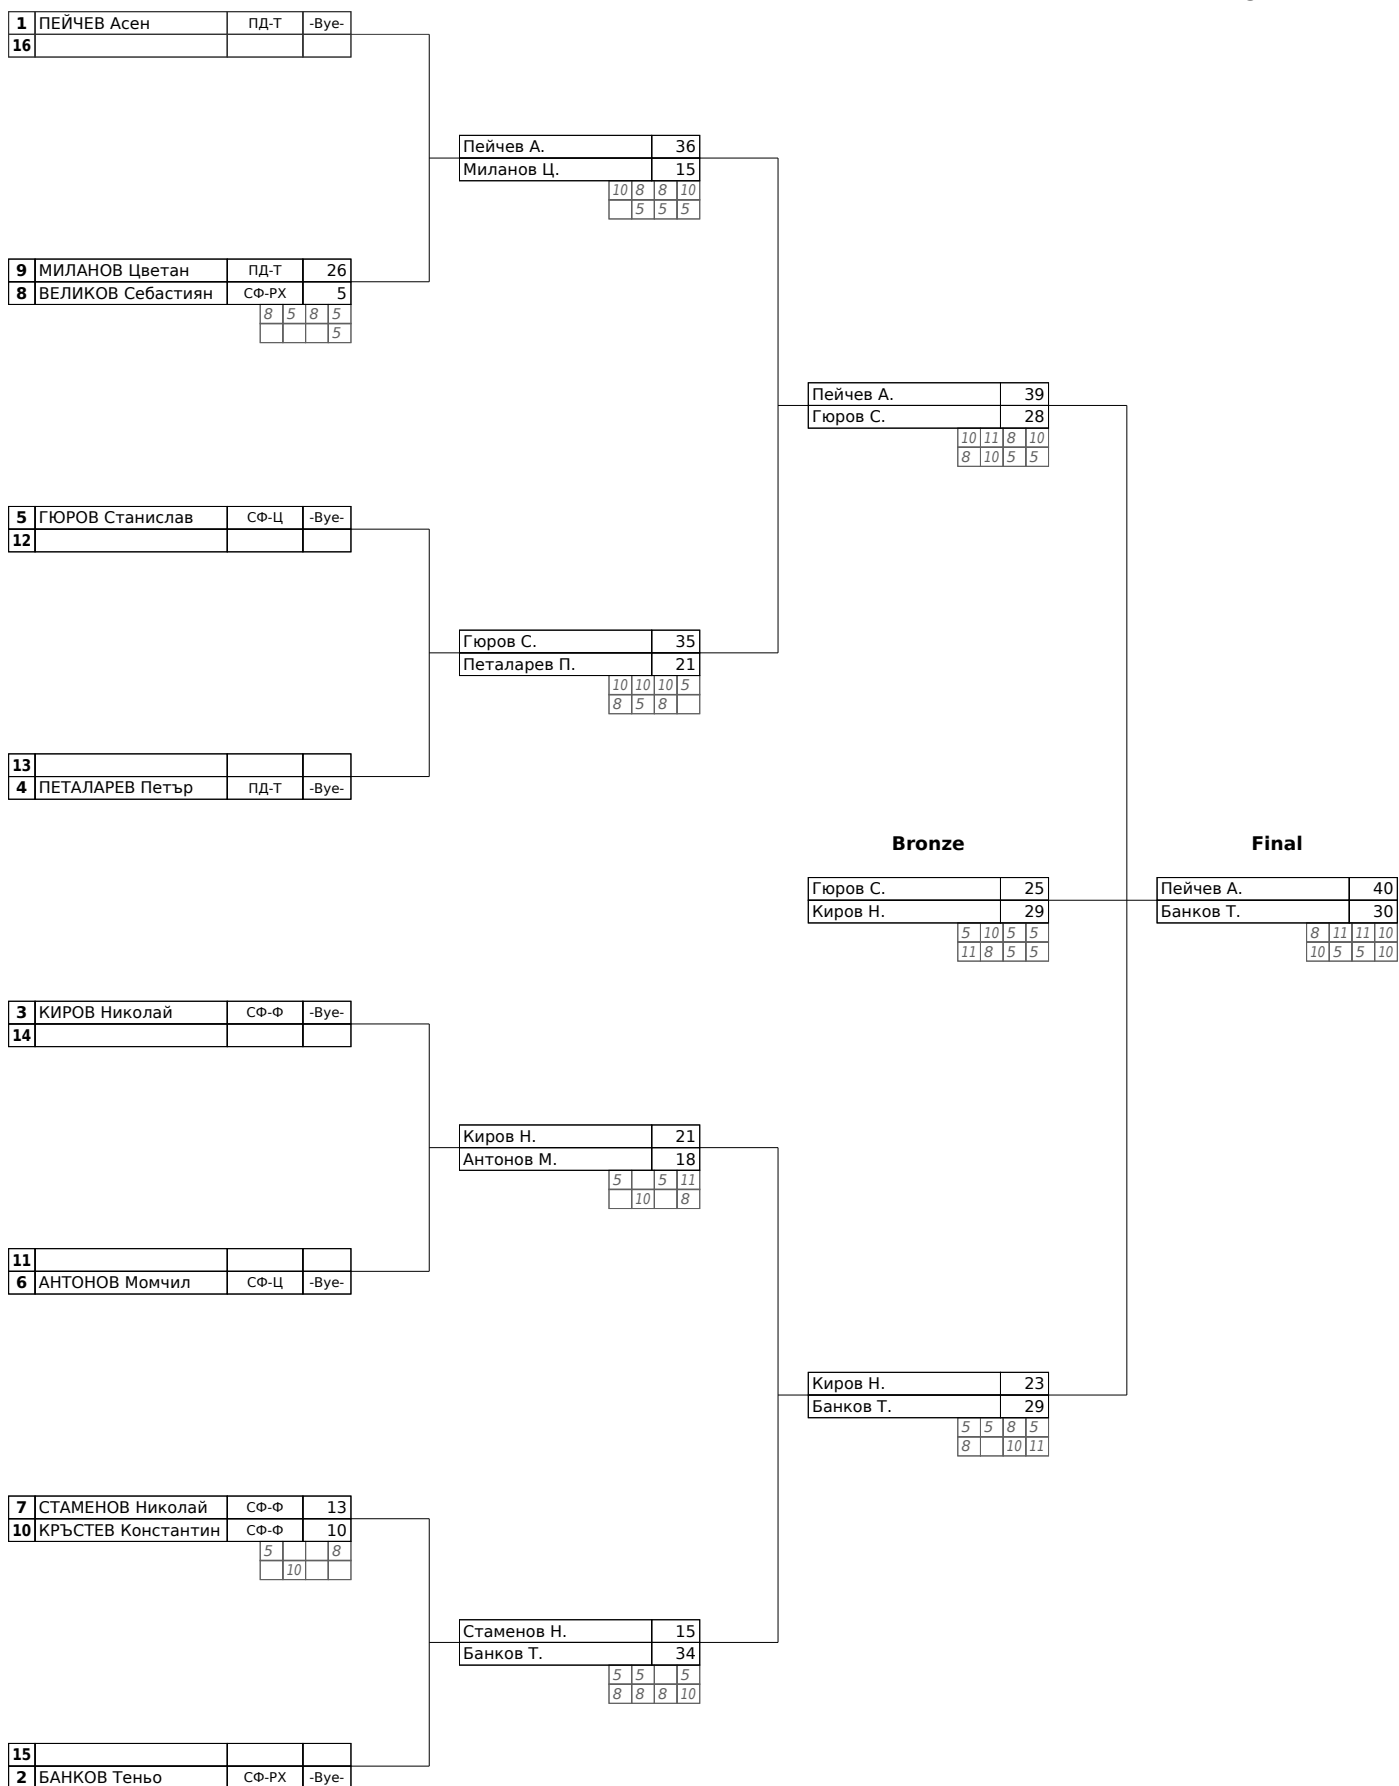 1 ПЕЙЧЕВ Асен ПД-Т -Bye-
16
Пейчев А. 36
Миланов Ц. 15
10 8 8 10
5 5 5
9 МИЛАНОВ Цветан ПД-Т 26
8 ВЕЛИКОВ Себастиян СФ-РХ 5
8 5 8 5
5
Пейчев А. 39
Гюров С. 28
10 11 8 10
8 10 5 5
5 ГЮРОВ Станислав СФ-Ц -Bye-
12
Гюров С. 35
Петаларев П. 21
10 10 10 5
8 5 8
13
4 ПЕТАЛАРЕВ Петър ПД-Т -Bye-
Bronze Final
Гюров С. 25 Пейчев А. 40
Киров Н. 29 Банков Т. 30
5 10 5 5 8 11 11 10
11 8 5 5 10 5 5 10
3 КИРОВ Николай СФ-Ф -Bye-
14
Киров Н. 21
Антонов М. 18
5 5 11
10 8
11
6 АНТОНОВ Момчил СФ-Ц -Bye-
Киров Н. 23
Банков Т. 29
5 5 8 5
8 10 11
7 СТАМЕНОВ Николай СФ-Ф 13
10 КРЪСТЕВ Константин СФ-Ф 10
5 8
10
Стаменов Н. 15
Банков Т. 34
5 5 5
8 8 8 10
15
2 БАНКОВ Теньо СФ-РХ -Bye-